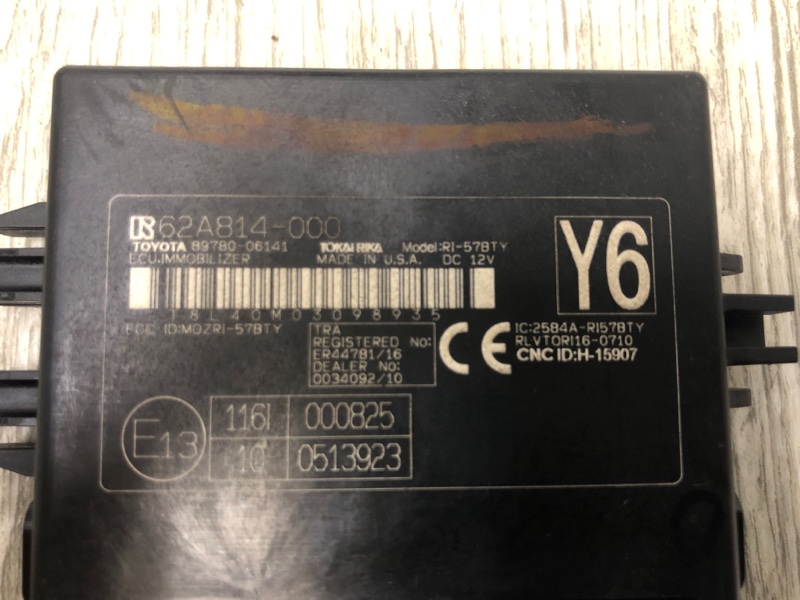 62A814-000
TOYOTA 89780-06141 TOKAI RIKA Model:RI-57BTY
ECU.IMMOBILIZER MADE IN U.S.A. DC 12V
Y6
T8L40M03098935
FCC ID:MOZRI-57BTY
TRA
REGISTERED No:
ER44781/16
DEALER No:
0034092/10
CE
IC:2584A-RI57BTY
RLVTORI16-0710
CNC ID:H-15907
E13
116I 000825
10 0513923